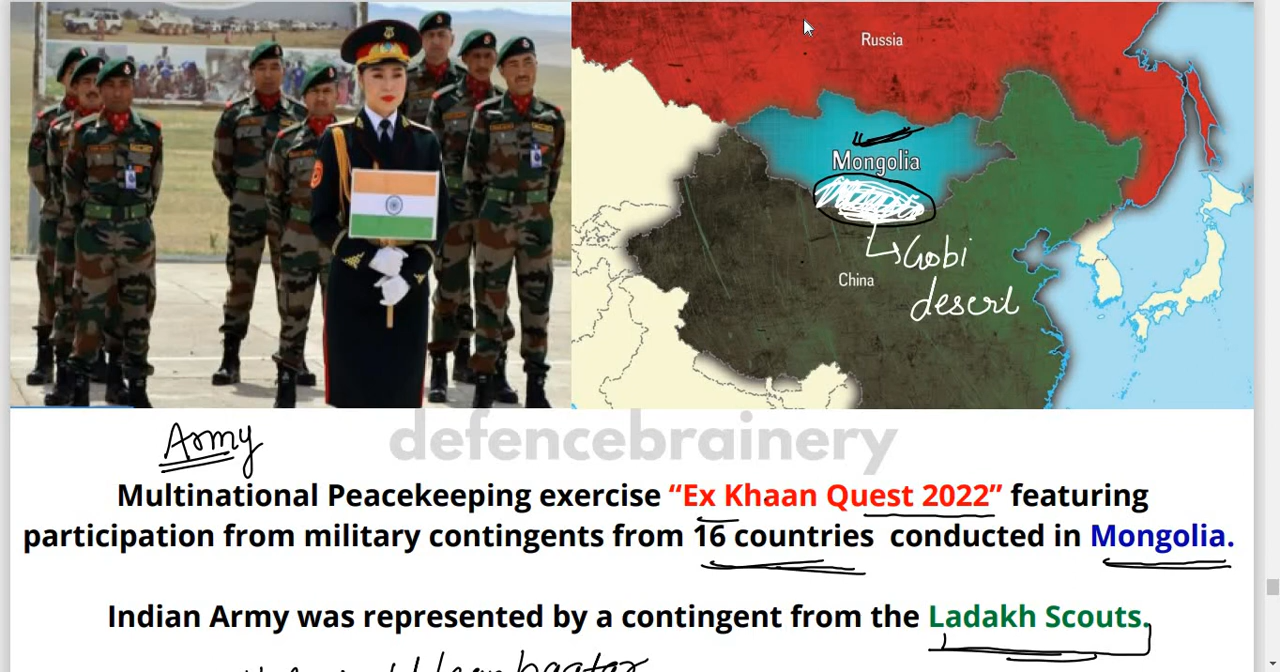 Russia
Mongolia
China
Gobi
desert
defencebrainery
Army
Multinational Peacekeeping exercise “Ex Khaan Quest 2022” featuring
participation from military contingents from 16 countries conducted in Mongolia.
Indian Army was represented by a contingent from the Ladakh Scouts.